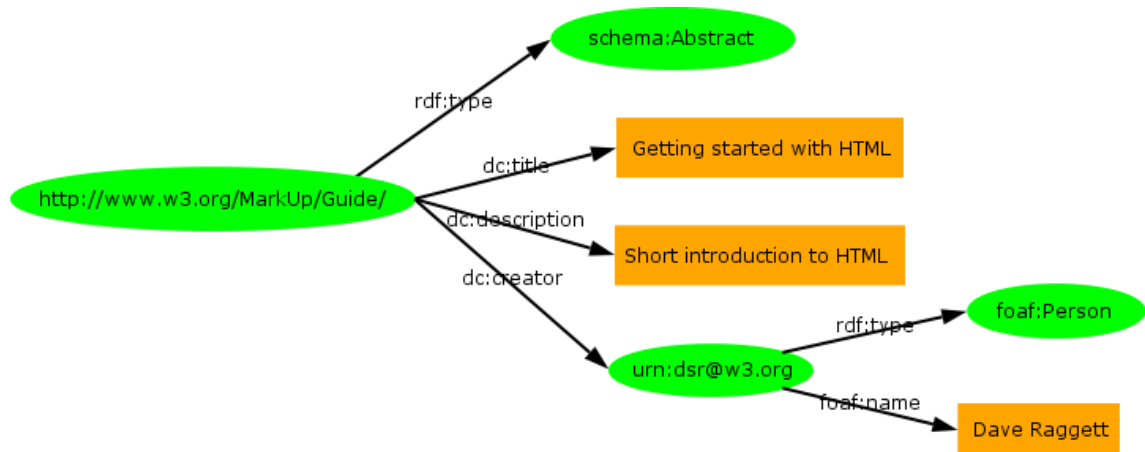 schema:Abstract
rdf:type
Getting started with HTML
dc:title
http://www.w3.org/MarkUp/Guide/
dc:description
Short introduction to HTML
dc:creator
foaf:Person
rdf:type
urn:dsr@w3.org
foaf:name
Dave Raggett